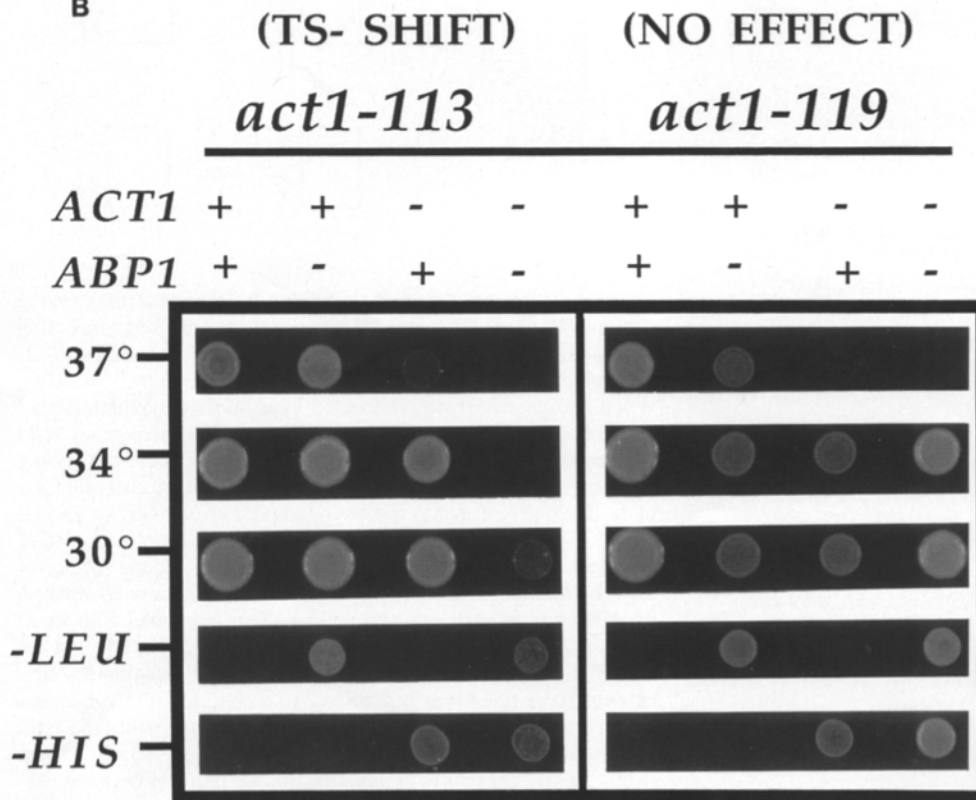 B
(TS- SHIFT) (NO EFFECT)
act1-113 act1-119
ACT1 + + - - + + - -
ABP1 + - + - + - + -
37°
34°
30°
-LEU
-HIS